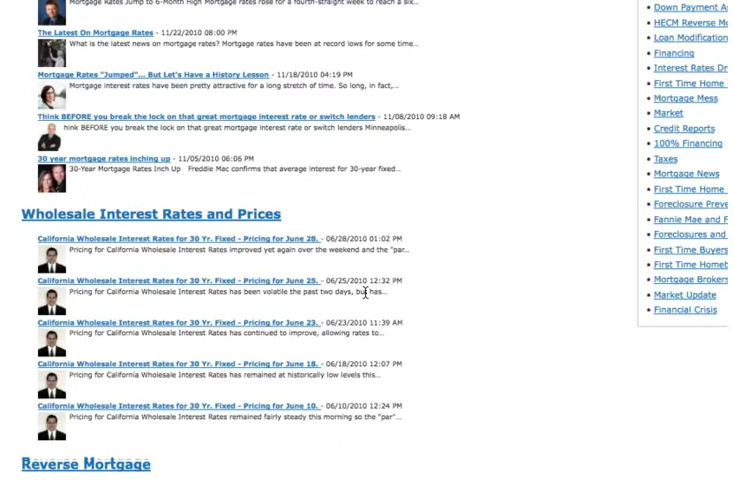 Mortgage Rates Jump to 6-Month High Mortgage rates rose for a fourth-straight week to reach a six...
The Latest On Mortgage Rates - 11/22/2010 08:00 PM
What is the latest news on mortgage rates? Mortgage rates have been at record lows for some time...
Mortgage Rates "Jumped"... But Let's Have a History Lesson - 11/18/2010 04:19 PM
Mortgage interest rates have been pretty attractive for a long stretch of time. So long, in fact,...
Think BEFORE you break the lock on that great mortgage interest rate or switch lenders - 11/08/2010 09:18 AM
hink BEFORE you break the lock on that great mortgage interest rate or switch lenders Minneapolis...
30 year mortgage rates inching up - 11/05/2010 06:06 PM
30-Year Mortgage Rates Inch Up Freddie Mac confirms that average interest for 30-year fixed...
Wholesale Interest Rates and Prices
California Wholesale Interest Rates for 30 Yr. Fixed - Pricing for June 28. - 06/28/2010 01:02 PM
Pricing for California Wholesale Interest Rates improved yet again over the weekend and the "par...
California Wholesale Interest Rates for 30 Yr. Fixed - Pricing for June 25. - 06/25/2010 12:32 PM
Pricing for California Wholesale Interest Rates has been volatile the past two days, but has...
California Wholesale Interest Rates for 30 Yr. Fixed - Pricing for June 23. - 06/23/2010 11:39 AM
Pricing for California Wholesale Interest Rates has continued to improve, allowing rates to...
California Wholesale Interest Rates for 30 Yr. Fixed - Pricing for June 18. - 06/18/2010 12:07 PM
Pricing for California Wholesale Interest Rates has remained at historically low levels this...
California Wholesale Interest Rates for 30 Yr. Fixed - Pricing for June 10. - 06/10/2010 12:24 PM
Pricing for California Wholesale Interest Rates remained fairly steady this morning so the "par"...
Reverse Mortgage
Down Payment A
HECM Reverse Mo
Loan Modification
Financing
Interest Rates Dr
First Time Home
Mortgage Mess
Market
Credit Reports
100% Financing
Taxes
Mortgage News
First Time Home
Foreclosure Preve
Fannie Mae and F
Foreclosures and
First Time Buyers
First Time Homeb
Mortgage Brokers
Market Update
Financial Crisis